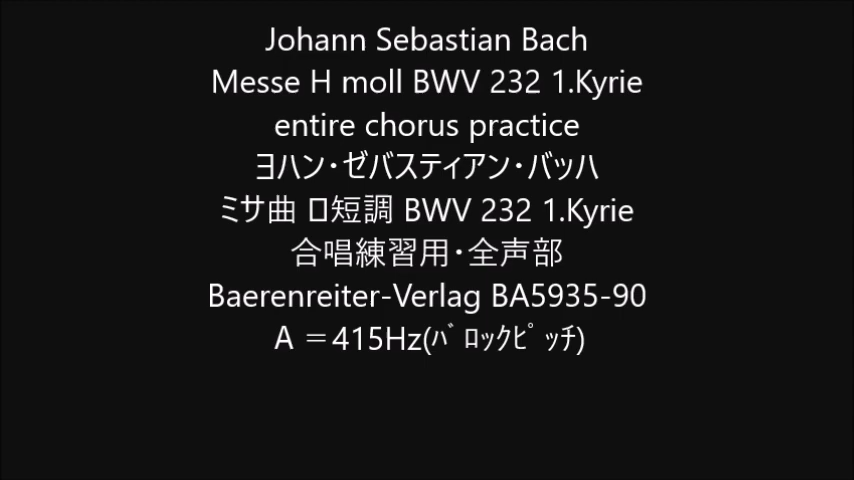 Johann Sebastian Bach
Messe H moll BWV 232 1.Kyrie
entire chorus practice
ヨハン・ゼバスティアン・バッハ
ミサ曲 ロ短調 BWV 232 1.Kyrie
合唱練習用・全声部
Baerenreiter-Verlag BA5935-90
A ＝415Hz(ﾊﾞﾛｯｸﾋﾟｯﾁ)